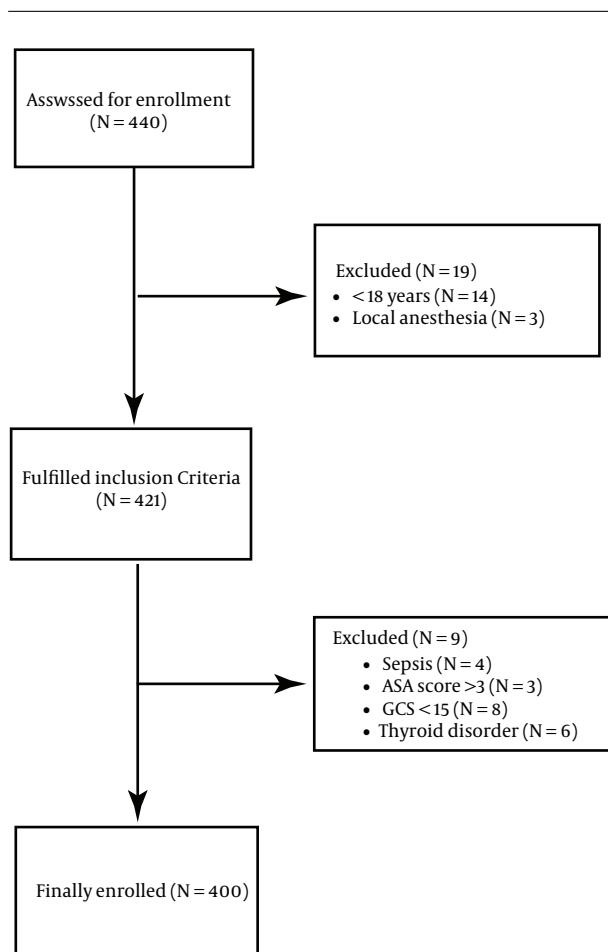 Asswssed for enrollment
(N = 440)
Excluded (N = 19)
• <18 years (N = 14)
• Local anesthesia (N = 3)
Fulfilled inclusion Criteria
(N = 421)
Excluded (N = 9)
• Sepsis (N = 4)
• ASA score >3 (N = 3)
• GCS <15 (N = 8)
• Thyroid disorder (N = 6)
Finally enrolled (N = 400)